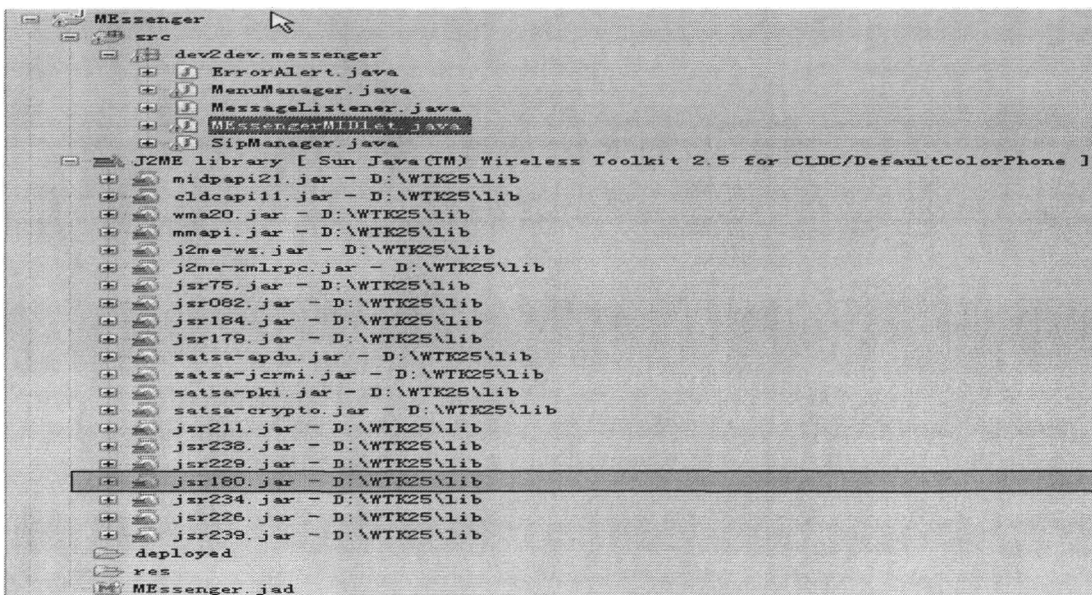 MEssenger
src
dev2dev.messenger
ErrorAlert.java
MenuManager.java
MessageListener.java
MEssengerMIDlet.java
SipManager.java
J2ME library [ Sun Java(TM) Wireless Toolkit 2.5 for CLDC/DefaultColorPhone ]
midpapi21.jar - D:\WTK25\lib
cldcapi11.jar - D:\WTK25\lib
wma20.jar - D:\WTK25\lib
mmapi.jar - D:\WTK25\lib
j2me-ws.jar - D:\WTK25\lib
j2me-xmlrpc.jar - D:\WTK25\lib
jsr75.jar - D:\WTK25\lib
jsr082.jar - D:\WTK25\lib
jsr184.jar - D:\WTK25\lib
jsr179.jar - D:\WTK25\lib
satsa-apdu.jar - D:\WTK25\lib
satsa-jcrmi.jar - D:\WTK25\lib
satsa-pki.jar - D:\WTK25\lib
satsa-crypto.jar - D:\WTK25\lib
jsr211.jar - D:\WTK25\lib
jsr238.jar - D:\WTK25\lib
jsr229.jar - D:\WTK25\lib
jsr180.jar - D:\WTK25\lib
jsr234.jar - D:\WTK25\lib
jsr226.jar - D:\WTK25\lib
jsr239.jar - D:\WTK25\lib
deployed
res
MEssenger.jad